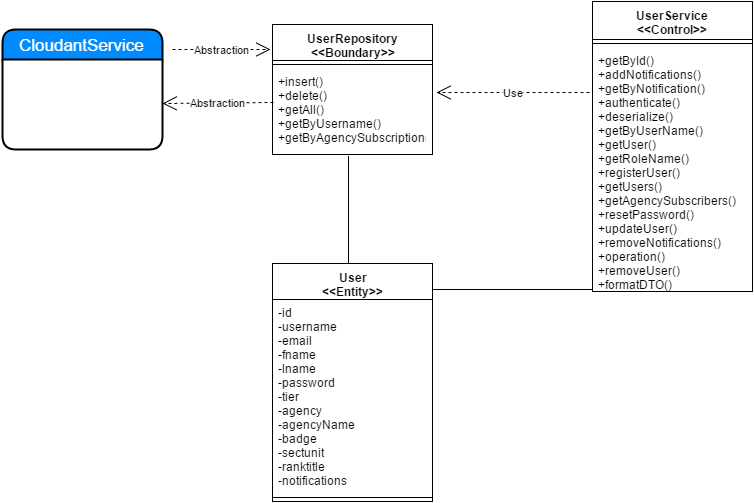 CloudantService
Abstraction
Abstraction
UserRepository
<<Boundary>>
+insert()
+delete()
+getAll()
+getByUsername()
+getByAgencySubscription
Use
UserService
<<Control>>
+getById()
+addNotifications()
+getByNotification()
+authenticate()
+deserialize()
+getByUserName()
+getUser()
+getRoleName()
+registerUser()
+getUsers()
+getAgencySubscribers()
+resetPassword()
+updateUser()
+removeNotifications()
+operation()
+removeUser()
+formatDTO()
User
<<Entity>>
-id
-username
-email
-fname
-lname
-password
-tier
-agency
-agencyName
-badge
-sectunit
-ranktitle
-notifications